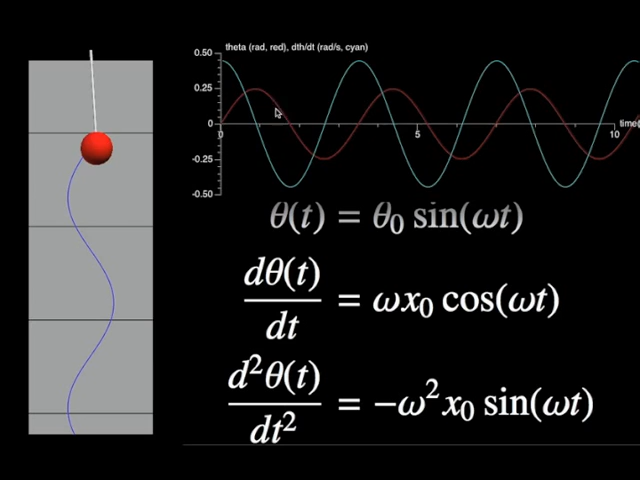 theta (rad, red), dth/dt (rad/s, cyan)
0.50
0.25
0
-0.25
-0.50
0 5 10
time(
θ(t) = θ₀ sin(ωt)
dθ(t)/dt = ωx₀ cos(ωt)
d²θ(t)/dt² = −ω²x₀ sin(ωt)